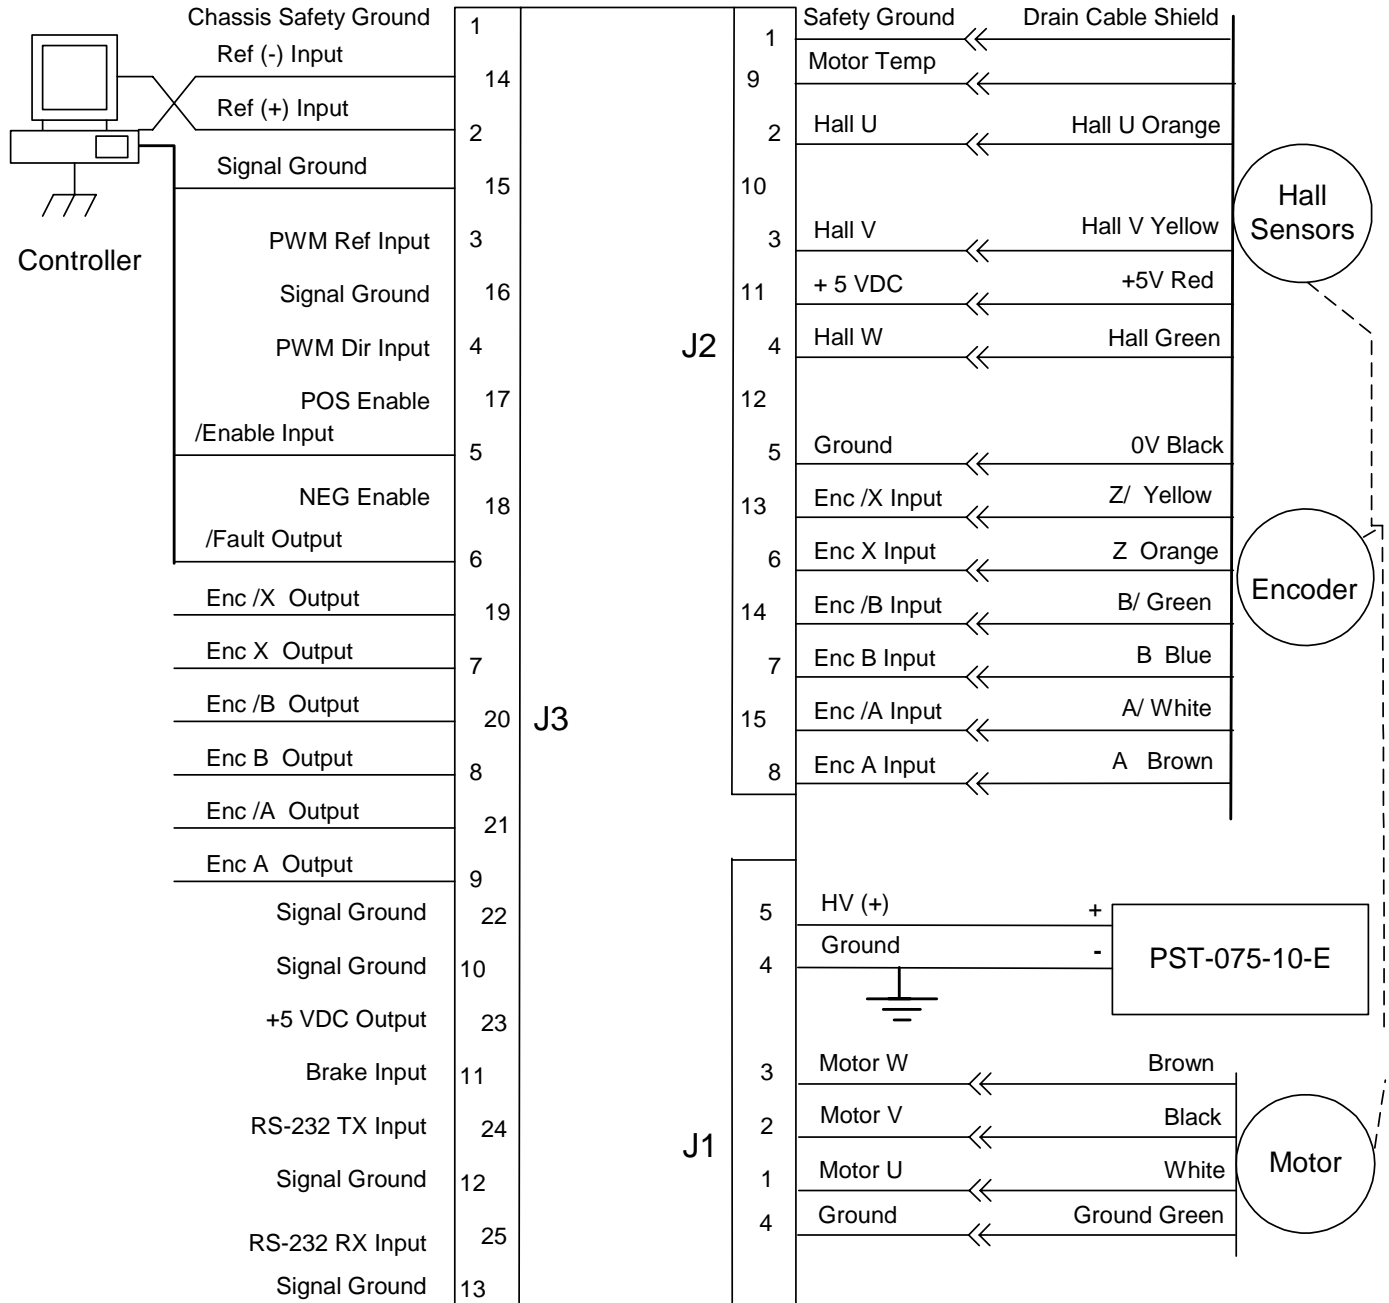 Chassis Safety Ground
1
Ref (-) Input
14
Ref (+) Input
2
Signal Ground
15
Controller
PWM Ref Input
3
Signal Ground
16
PWM Dir Input
4
POS Enable
17
/Enable Input
5
NEG Enable
18
/Fault Output
6
Enc /X Output
19
Enc X Output
7
Enc /B Output
20
J3
Enc B Output
8
Enc /A Output
21
Enc A Output
9
Signal Ground
22
Signal Ground
10
+5 VDC Output
23
Brake Input
11
RS-232 TX Input
24
Signal Ground
12
RS-232 RX Input
25
Signal Ground
13
J2
1
Safety Ground
Drain Cable Shield
9
Motor Temp
2
Hall U
Hall U Orange
10
3
Hall V
Hall V Yellow
11
+ 5 VDC
+5V Red
4
Hall W
Hall Green
12
5
Ground
0V Black
13
Enc /X Input
Z/ Yellow
6
Enc X Input
Z Orange
14
Enc /B Input
B/ Green
7
Enc B Input
B Blue
15
Enc /A Input
A/ White
8
Enc A Input
A Brown
Hall
Sensors
Encoder
J1
5
HV (+)
+
4
Ground
-
PST-075-10-E
3
Motor W
Brown
2
Motor V
Black
1
Motor U
White
4
Ground
Ground Green
Motor